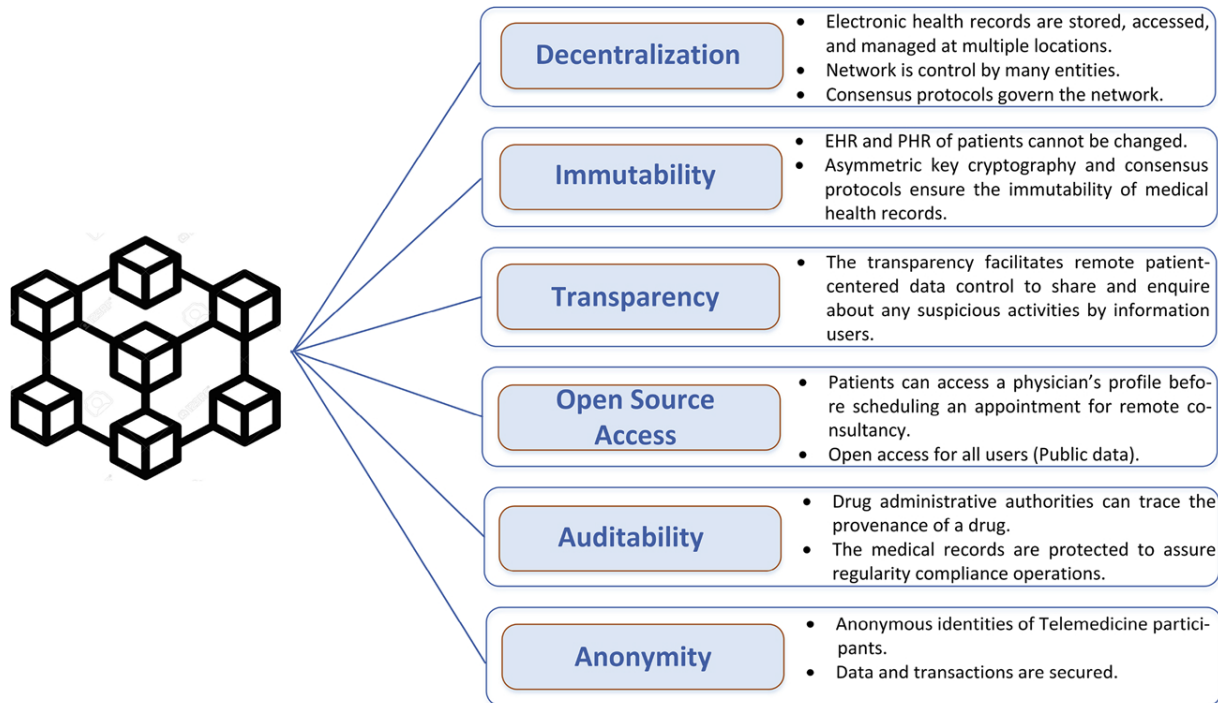 Decentralization
• Electronic health records are stored, accessed,
and managed at multiple locations.
• Network is control by many entities.
• Consensus protocols govern the network.
Immutability
• EHR and PHR of patients cannot be changed.
• Asymmetric key cryptography and consensus
protocols ensure the immutability of medical
health records.
Transparency
• The transparency facilitates remote patient-
centered data control to share and enquire
about any suspicious activities by information
users.
Open Source
Access
• Patients can access a physician’s profile befo-
re scheduling an appointment for remote co-
nsultancy.
• Open access for all users (Public data).
Auditability
• Drug administrative authorities can trace the
provenance of a drug.
• The medical records are protected to assure
regularity compliance operations.
Anonymity
• Anonymous identities of Telemedicine partici-
pants.
• Data and transactions are secured.